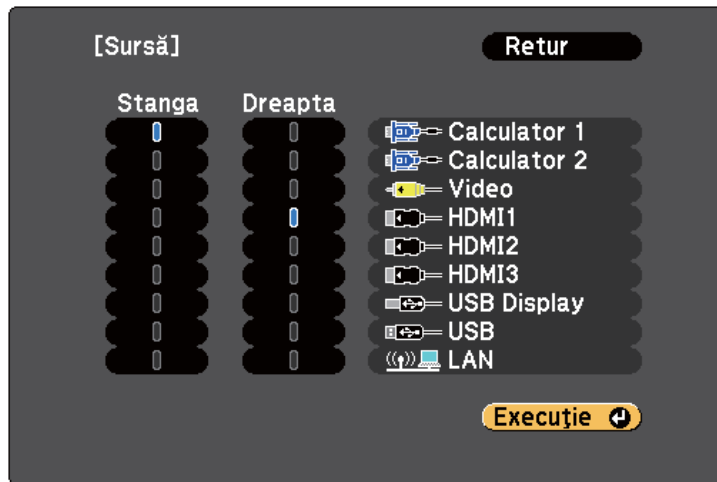 [Sursă]
Retur
Stanga Dreapta
Calculator 1
Calculator 2
Video
HDMI1
HDMI2
HDMI3
USB Display
USB
LAN
Execuţie